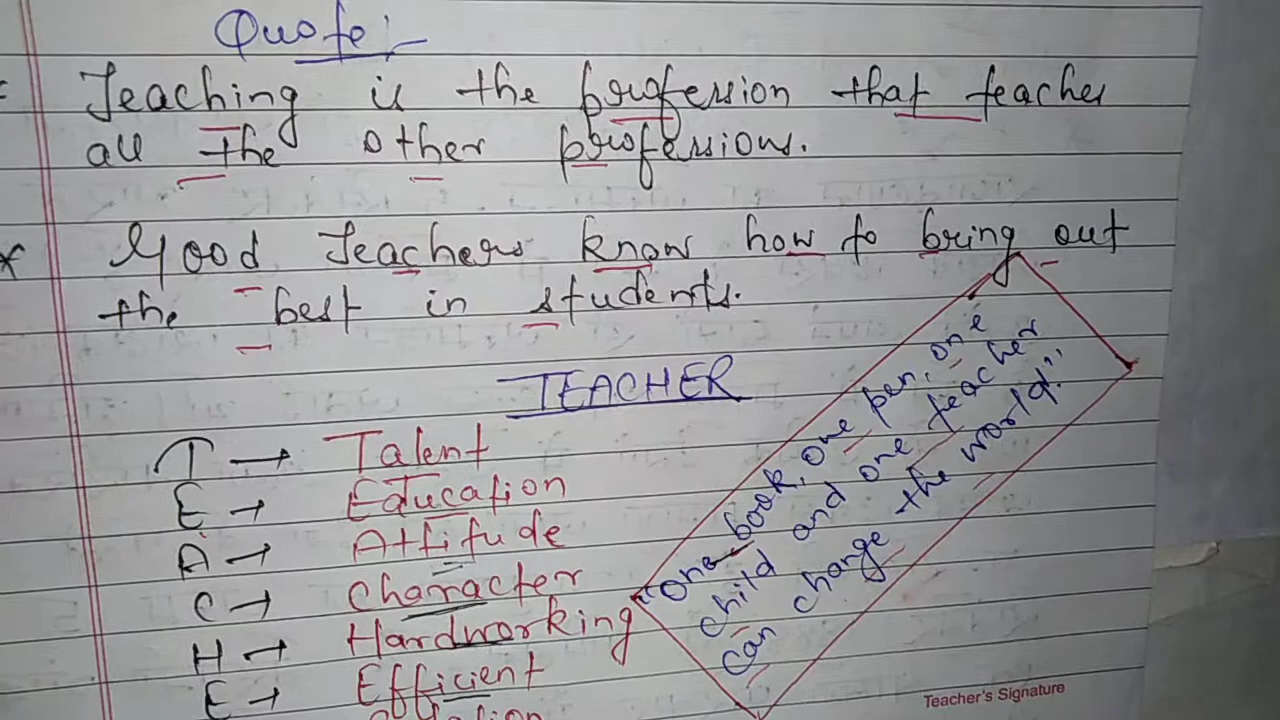 Quote:-
Teaching is the profession that teaches
all the other professions.
* Good Teachers know how to bring out
the best in students.
TEACHER
T → Talent
E → Education
A → Attitude
C → Character
H → Hardworking
E → Efficient
"one book, one pen, one
child and one teacher
can change the world."
Teacher's Signature